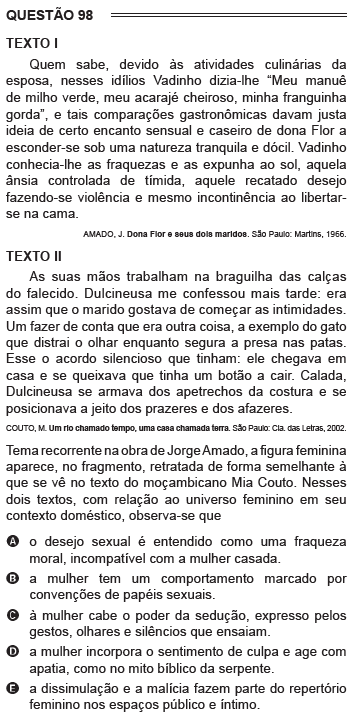 QUESTÃO 98
TEXTO I
Quem sabe, devido às atividades culinárias da
esposa, nesses idílios Vadinho dizia-lhe “Meu manuê
de milho verde, meu acarajé cheiroso, minha franguinha
gorda”, e tais comparações gastronômicas davam justa
ideia de certo encanto sensual e caseiro de dona Flor a
esconder-se sob uma natureza tranquila e dócil. Vadinho
conhecia-lhe as fraquezas e as expunha ao sol, aquela
ânsia controlada de tímida, aquele recatado desejo
fazendo-se violência e mesmo incontinência ao libertar-
se na cama.
AMADO, J. Dona Flor e seus dois maridos. São Paulo: Martins, 1966.
TEXTO II
As suas mãos trabalham na braguilha das calças
do falecido. Dulcineusa me confessou mais tarde: era
assim que o marido gostava de começar as intimidades.
Um fazer de conta que era outra coisa, a exemplo do gato
que distrai o olhar enquanto segura a presa nas patas.
Esse o acordo silencioso que tinham: ele chegava em
casa e se queixava que tinha um botão a cair. Calada,
Dulcineusa se armava dos apetrechos da costura e se
posicionava a jeito dos prazeres e dos afazeres.
COUTO, M. Um rio chamado tempo, uma casa chamada terra. São Paulo: Cia. das Letras, 2002.
Tema recorrente na obra de Jorge Amado, a figura feminina
aparece, no fragmento, retratada de forma semelhante à
que se vê no texto do moçambicano Mia Couto. Nesses
dois textos, com relação ao universo feminino em seu
contexto doméstico, observa-se que
A o desejo sexual é entendido como uma fraqueza
moral, incompatível com a mulher casada.
B a mulher tem um comportamento marcado por
convenções de papéis sexuais.
C à mulher cabe o poder da sedução, expresso pelos
gestos, olhares e silêncios que ensaiam.
D a mulher incorpora o sentimento de culpa e age com
apatia, como no mito bíblico da serpente.
E a dissimulação e a malícia fazem parte do repertório
feminino nos espaços público e íntimo.